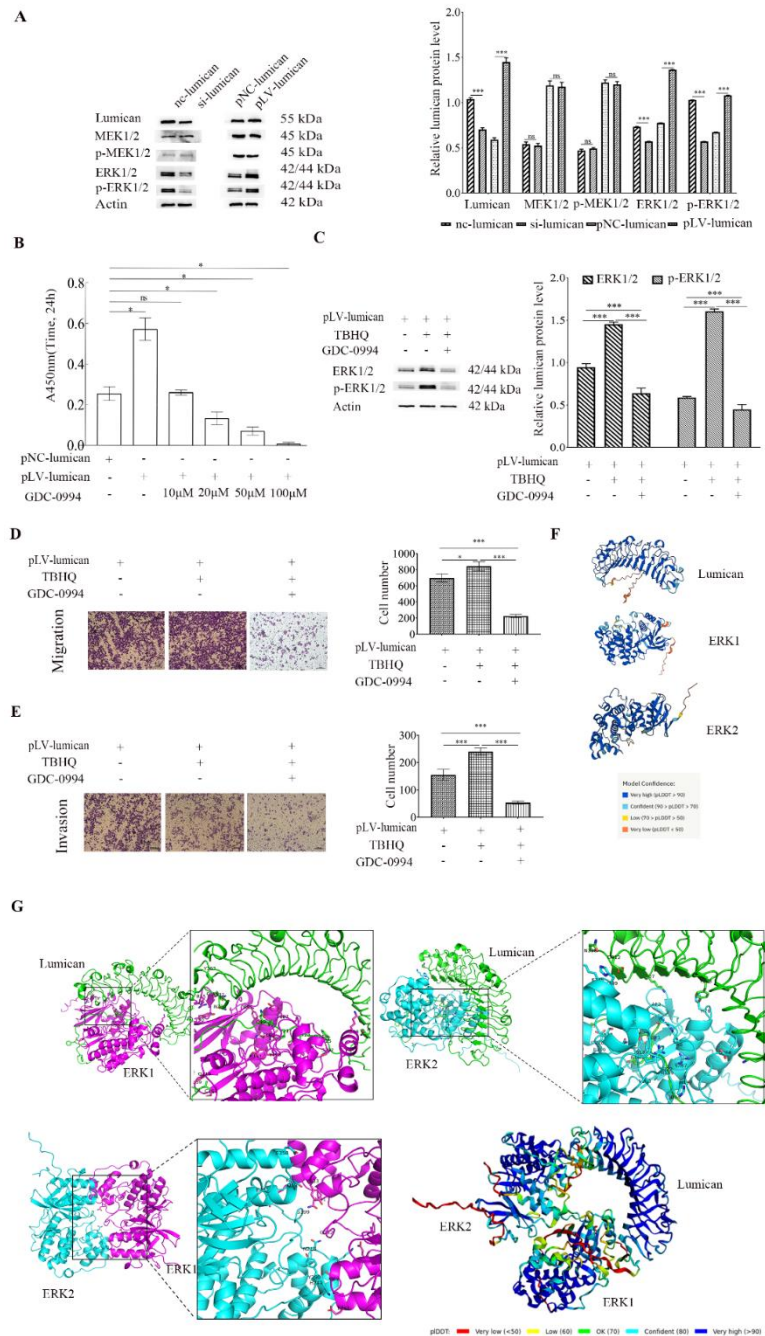 A
nc-lumican
si-lumican
pNC-lumican
pLV-lumican
Lumican 55 kDa
MEK1/2 45 kDa
p-MEK1/2 45 kDa
ERK1/2 42/44 kDa
p-ERK1/2 42/44 kDa
Actin 42 kDa
Relative lumican protein level
2.0
1.5
1.0
0.5
0.0
*** *** ns ns ns ns *** *** *** ***
Lumican MEK1/2 p-MEK1/2 ERK1/2 p-ERK1/2
nc-lumican si-lumican pNC-lumican pLV-lumican
B
A450nm(Time, 24h)
0.8
0.6
0.4
0.2
0.0
*
*
*
ns
*
pNC-lumican + - - - - -
pLV-lumican - + + + + +
GDC-0994 - - 10μM 20μM 50μM 100μM
C
pLV-lumican + + +
TBHQ - + +
GDC-0994 - - +
ERK1/2 42/44 kDa
p-ERK1/2 42/44 kDa
Actin 42 kDa
Relative lumican protein level
2.0
1.5
1.0
0.5
0.0
ERK1/2 p-ERK1/2
*** ***
*** *** *** ***
pLV-lumican + + + + + +
TBHQ - + + - + +
GDC-0994 - - + - - +
D
pLV-lumican + + +
TBHQ - + +
GDC-0994 - - +
Migration
Cell number
1000
800
600
400
200
0
***
* ***
pLV-lumican + + +
TBHQ - + +
GDC-0994 - - +
E
pLV-lumican + + +
TBHQ - + +
GDC-0994 - - +
Invasion
Cell number
300
200
100
0
***
*** ***
pLV-lumican + + +
TBHQ - + +
GDC-0994 - - +
F
Lumican
ERK1
ERK2
Model Confidence:
Very high (pLDDT > 90)
Confident (90 > pLDDT > 70)
Low (70 > pLDDT > 50)
Very low (pLDDT < 50)
G
Lumican
ERK1
Lumican
ERK2
ERK2
ERK1
Lumican
ERK2
ERK1
plDDT: Very low (<50) Low (60) OK (70) Confident (80) Very high (>90)